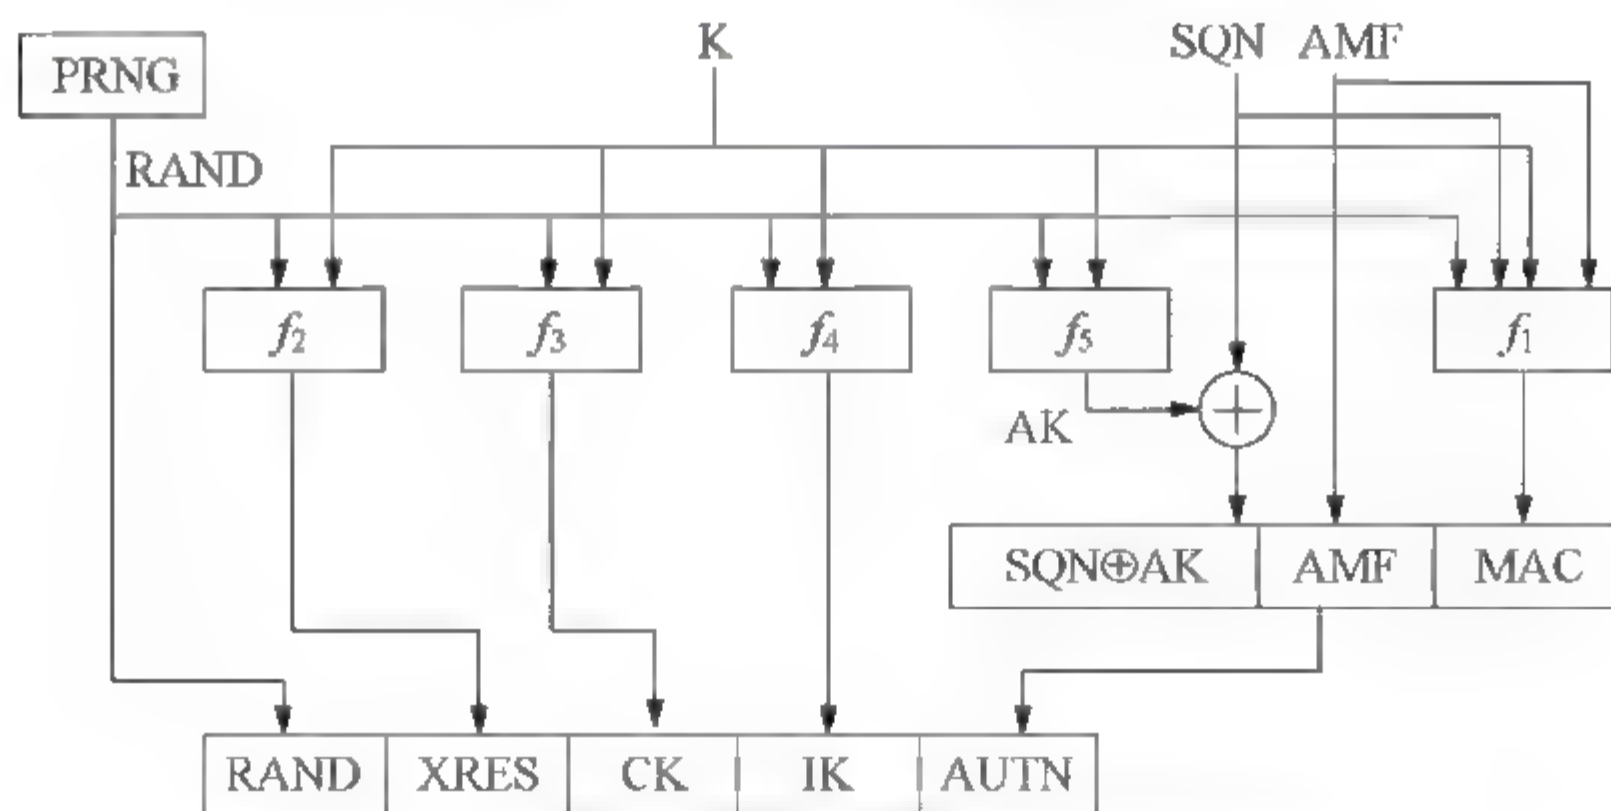 K SQN AMF
PRNG
RAND
f2 f3 f4 f5 f1
AK
SQN⊕AK AMF MAC
RAND XRES CK IK AUTN